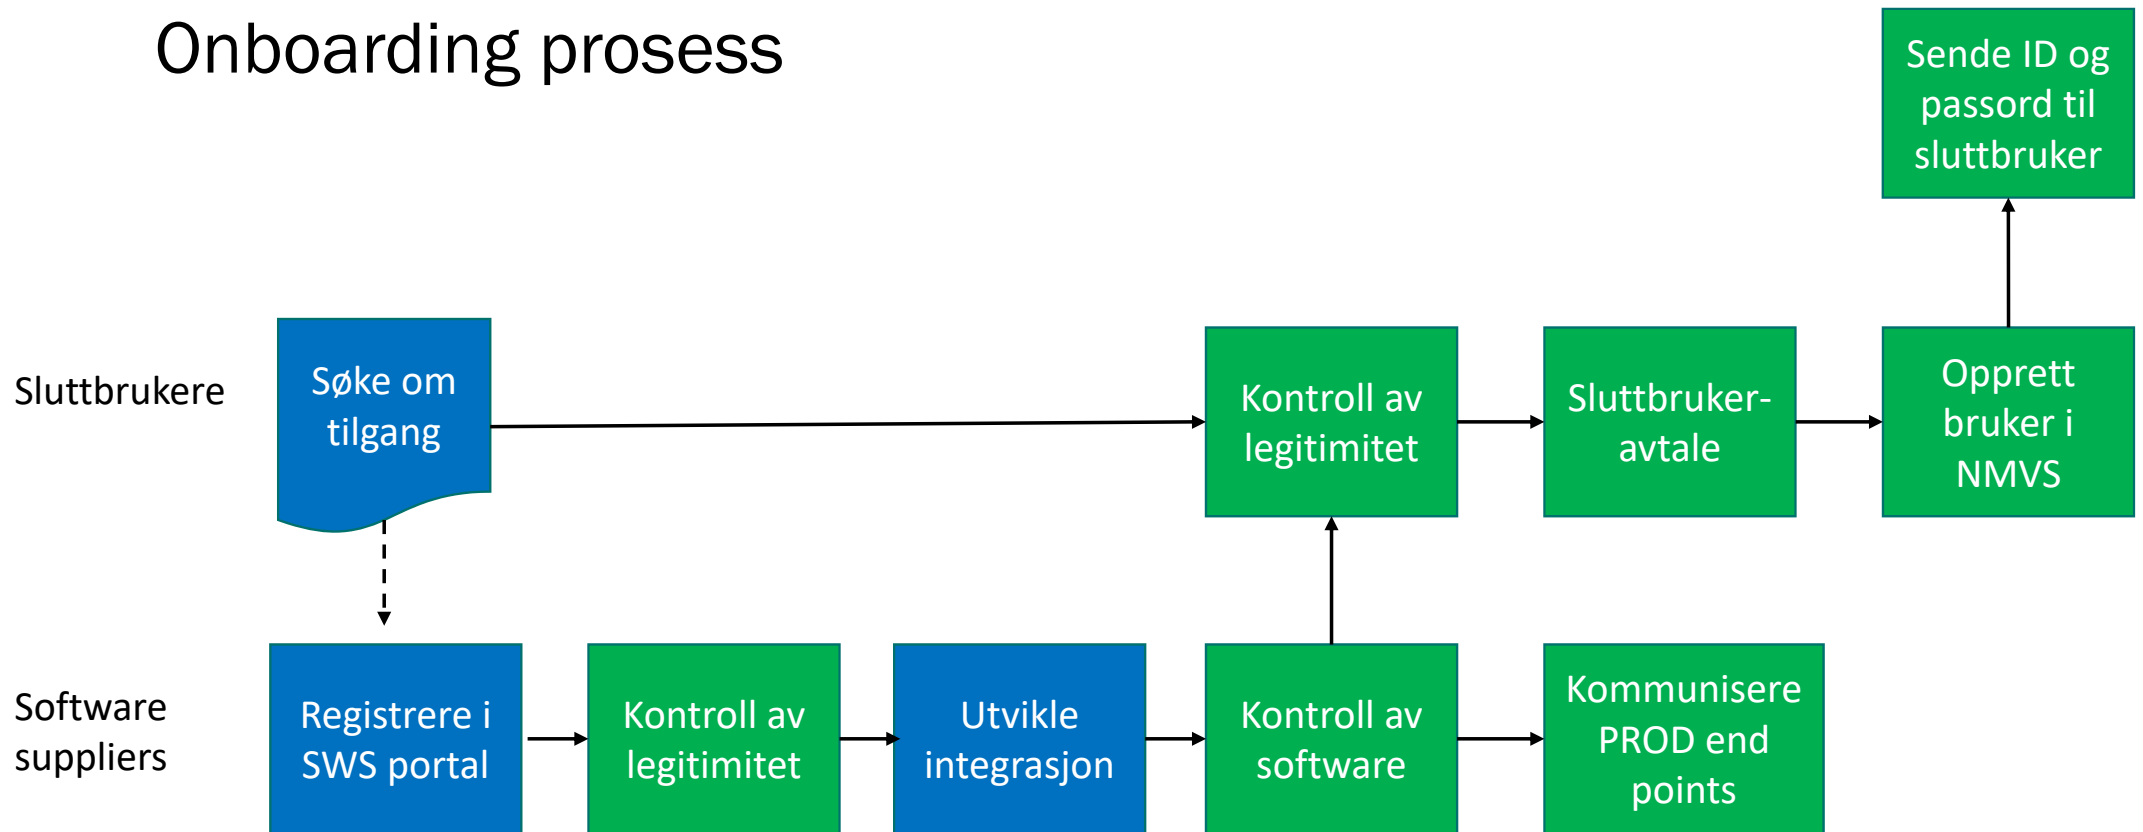 Onboarding prosess
Sende ID og
passord til
sluttbruker
Sluttbrukere
Søke om
tilgang
Kontroll av
legitimitet
Sluttbruker-
avtale
Opprett
bruker i
NMVS
Software
suppliers
Registrere i
SWS portal
Kontroll av
legitimitet
Utvikle
integrasjon
Kontroll av
software
Kommunisere
PROD end
points